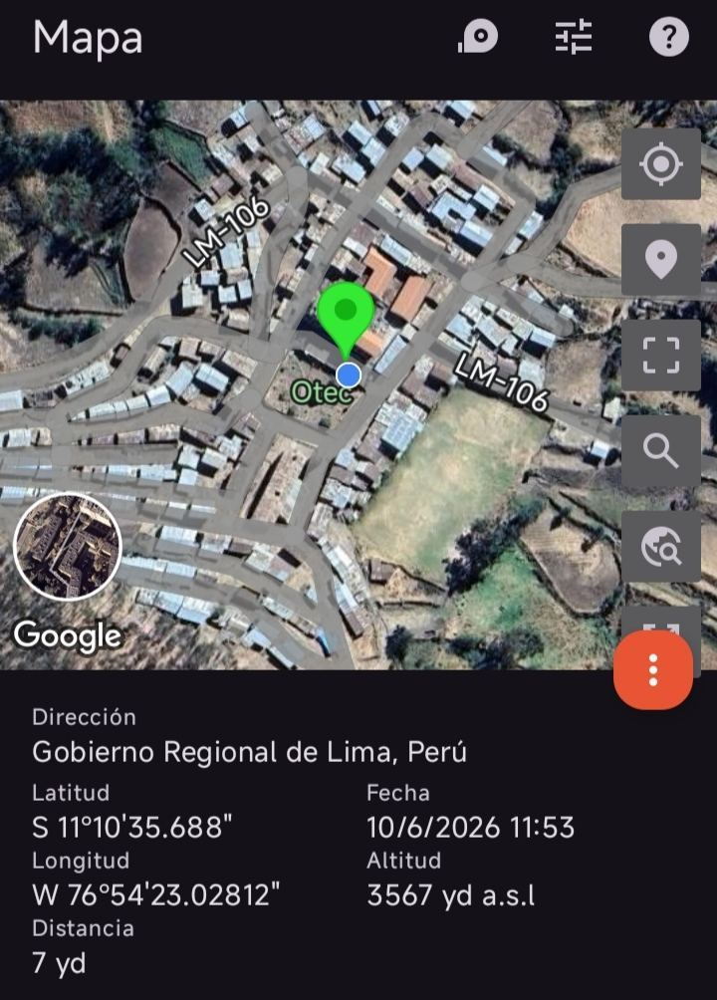 Mapa
LM-106
LM-106
Otec
Google
Dirección
Gobierno Regional de Lima, Perú
Latitud
Fecha
S 11°10'35.688"
10/6/2026 11:53
Longitud
Altitud
W 76°54'23.02812"
3567 yd a.s.l
Distancia
7 yd